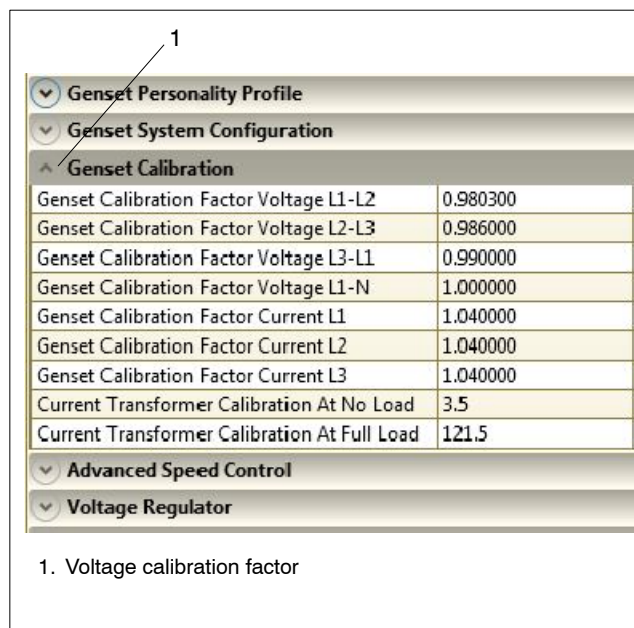 1
Genset Personality Profile
Genset System Configuration
Genset Calibration
Genset Calibration Factor Voltage L1-L2 0.980300
Genset Calibration Factor Voltage L2-L3 0.986000
Genset Calibration Factor Voltage L3-L1 0.990000
Genset Calibration Factor Voltage L1-N 1.000000
Genset Calibration Factor Current L1 1.040000
Genset Calibration Factor Current L2 1.040000
Genset Calibration Factor Current L3 1.040000
Current Transformer Calibration At No Load 3.5
Current Transformer Calibration At Full Load 121.5
Advanced Speed Control
Voltage Regulator
1. Voltage calibration factor